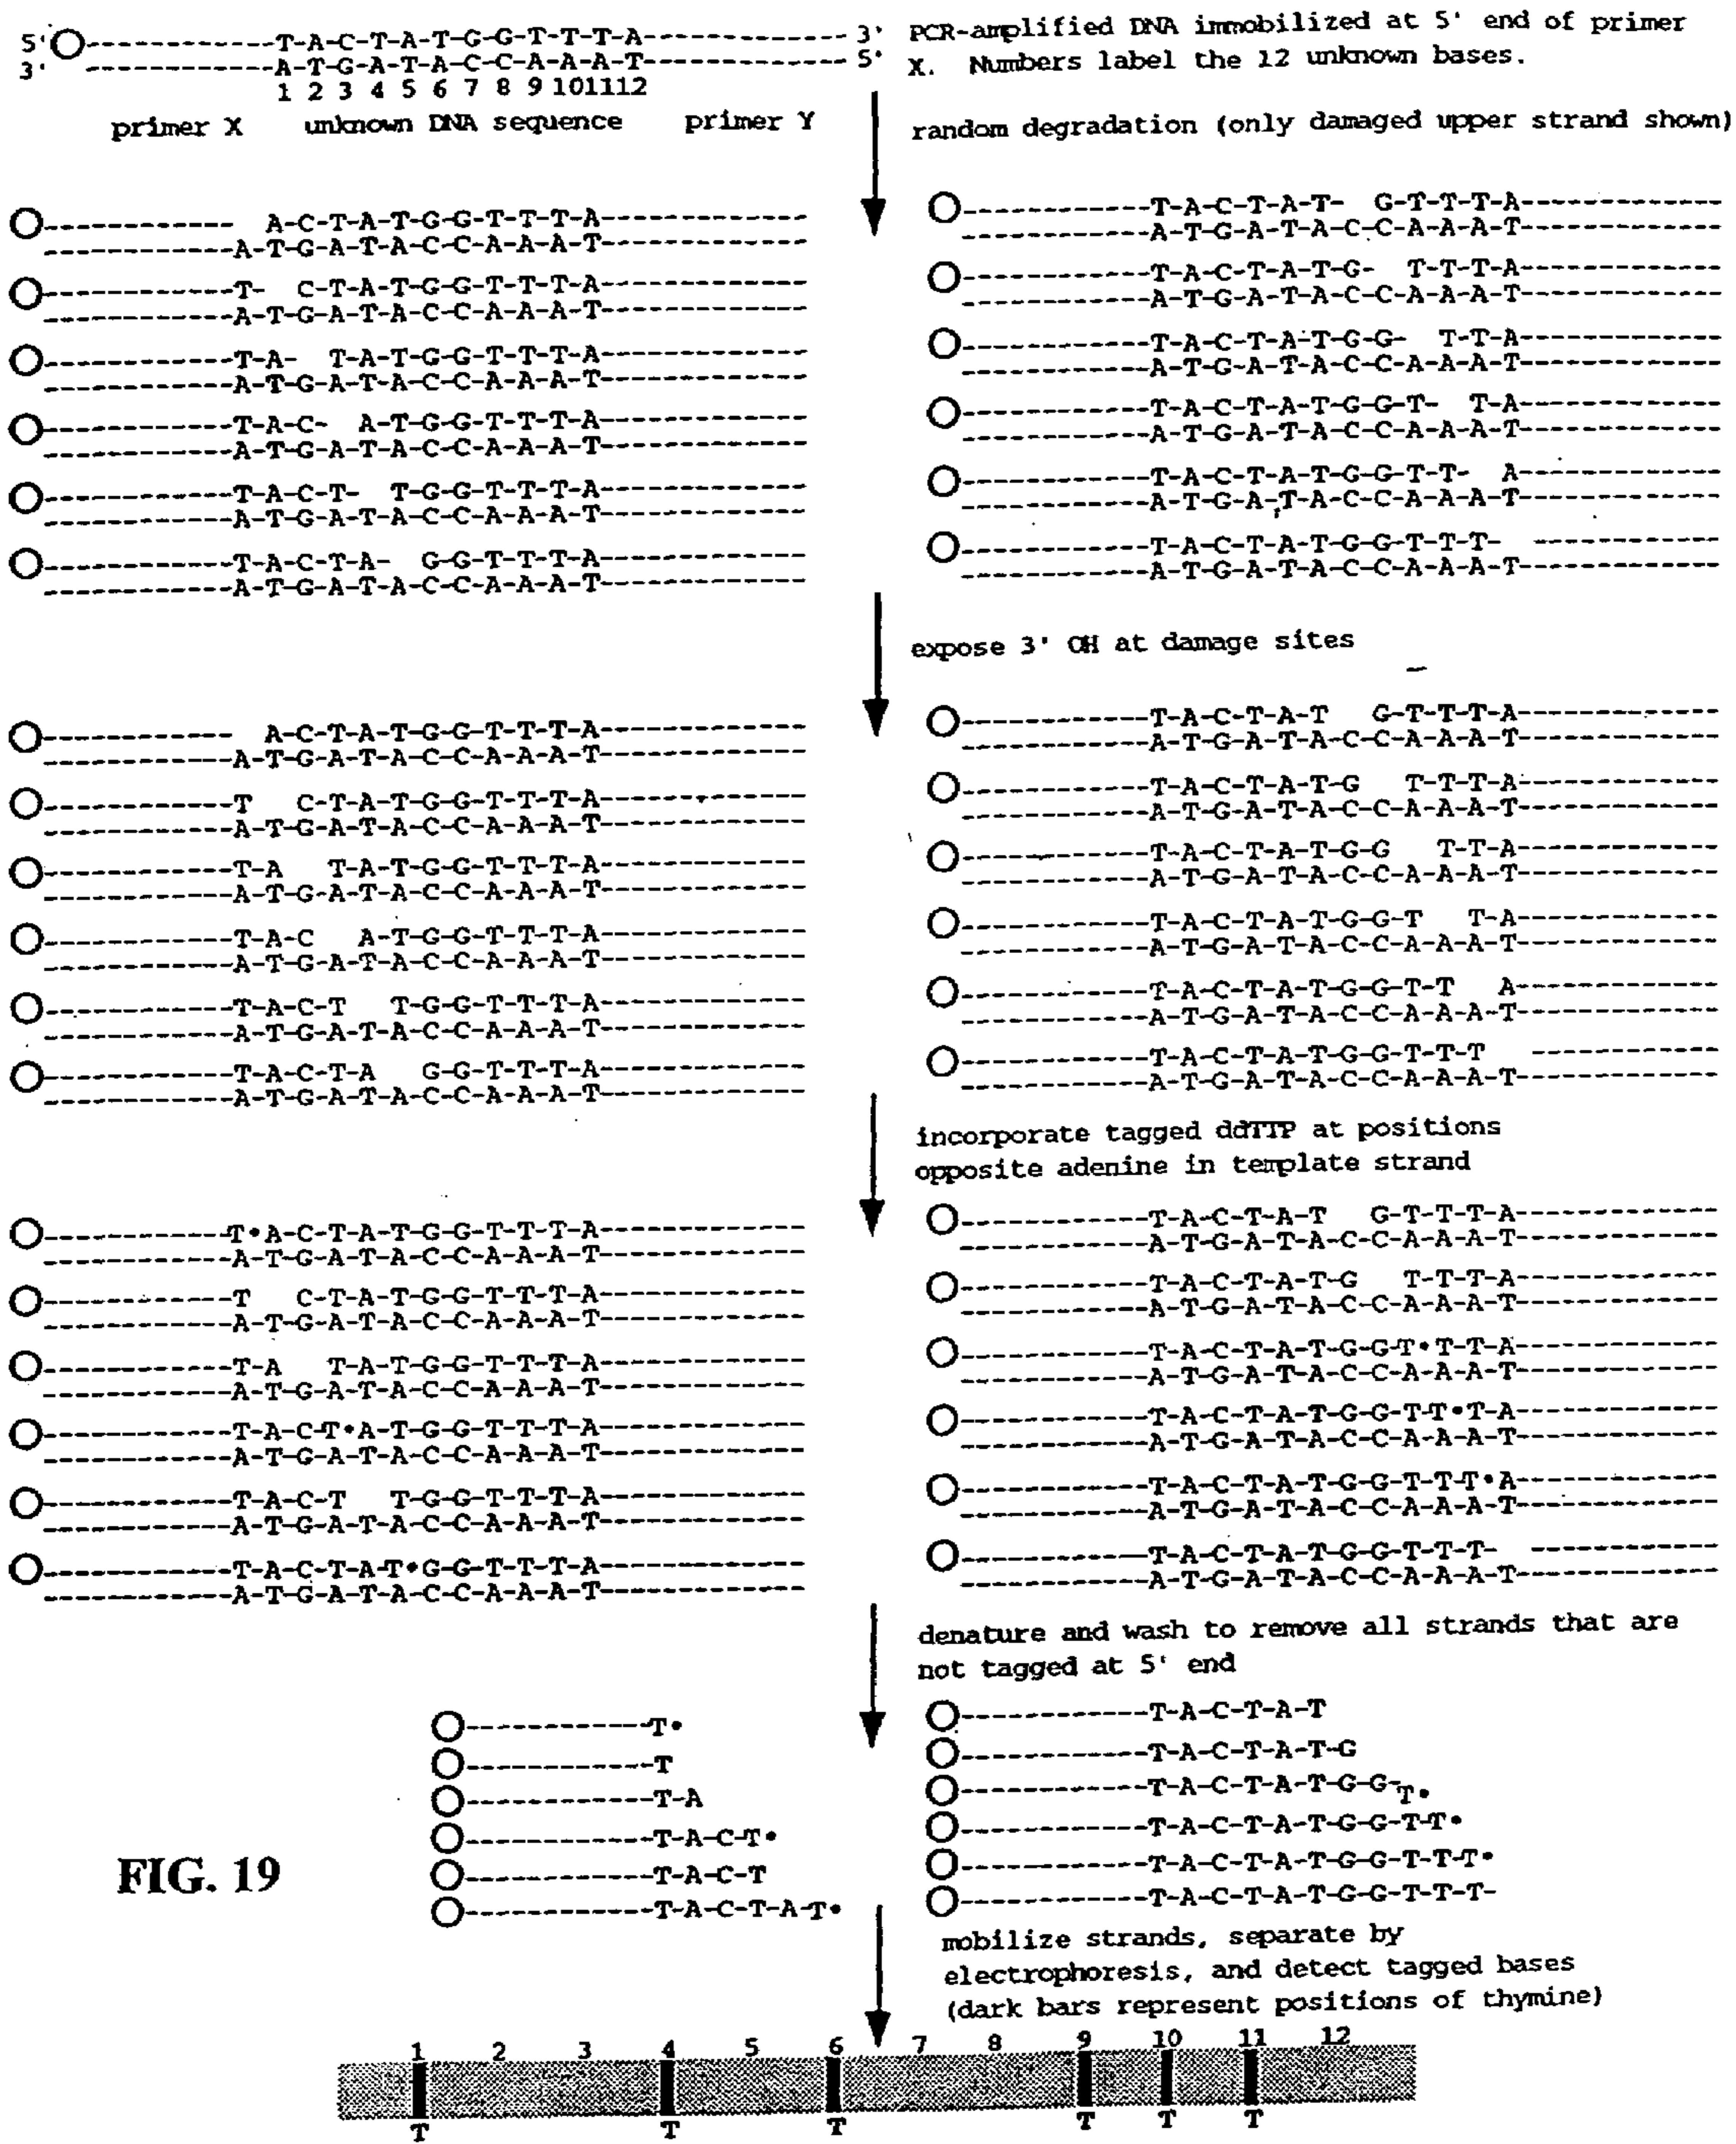 5' ------------T-A-C-T-A-T-G-G-T-T-T-A------------- 3'
3' ------------A-T-G-A-T-A-C-C-A-A-A-T------------- 5'
1 2 3 4 5 6 7 8 9 10 11 12
primer X unknown DNA sequence primer Y
PCR-amplified DNA immobilized at 5' end of primer
X. Numbers label the 12 unknown bases.
random degradation (only damaged upper strand shown)
------------ A-C-T-A-T-G-G-T-T-T-A-------------
------------A-T-G-A-T-A-C-C-A-A-A-T-------------
------------T- C-T-A-T-G-G-T-T-T-A-------------
------------A-T-G-A-T-A-C-C-A-A-A-T-------------
------------T-A- T-A-T-G-G-T-T-T-A-------------
------------A-T-G-A-T-A-C-C-A-A-A-T-------------
------------T-A-C- A-T-G-G-T-T-T-A-------------
------------A-T-G-A-T-A-C-C-A-A-A-T-------------
------------T-A-C-T- T-G-G-T-T-T-A-------------
------------A-T-G-A-T-A-C-C-A-A-A-T-------------
------------T-A-C-T-A- G-G-T-T-T-A-------------
------------A-T-G-A-T-A-C-C-A-A-A-T-------------
------------T-A-C-T-A-T- G-T-T-T-A-------------
------------A-T-G-A-T-A-C-C-A-A-A-T-------------
------------T-A-C-T-A-T-G- T-T-T-A-------------
------------A-T-G-A-T-A-C-C-A-A-A-T-------------
------------T-A-C-T-A-T-G-G- T-T-A-------------
------------A-T-G-A-T-A-C-C-A-A-A-T-------------
------------T-A-C-T-A-T-G-G-T- T-A-------------
------------A-T-G-A-T-A-C-C-A-A-A-T-------------
------------T-A-C-T-A-T-G-G-T-T- A-------------
------------A-T-G-A-T-A-C-C-A-A-A-T-------------
------------T-A-C-T-A-T-G-G-T-T-T- ------------
------------A-T-G-A-T-A-C-C-A-A-A-T-------------
expose 3' OH at damage sites
------------ A-C-T-A-T-G-G-T-T-T-A-------------
------------A-T-G-A-T-A-C-C-A-A-A-T-------------
------------T C-T-A-T-G-G-T-T-T-A-------------
------------A-T-G-A-T-A-C-C-A-A-A-T-------------
------------T-A T-A-T-G-G-T-T-T-A-------------
------------A-T-G-A-T-A-C-C-A-A-A-T-------------
------------T-A-C A-T-G-G-T-T-T-A-------------
------------A-T-G-A-T-A-C-C-A-A-A-T-------------
------------T-A-C-T T-G-G-T-T-T-A-------------
------------A-T-G-A-T-A-C-C-A-A-A-T-------------
------------T-A-C-T-A G-G-T-T-T-A-------------
------------A-T-G-A-T-A-C-C-A-A-A-T-------------
------------T-A-C-T-A-T G-T-T-T-A-------------
------------A-T-G-A-T-A-C-C-A-A-A-T-------------
------------T-A-C-T-A-T-G T-T-T-A-------------
------------A-T-G-A-T-A-C-C-A-A-A-T-------------
------------T-A-C-T-A-T-G-G T-T-A-------------
------------A-T-G-A-T-A-C-C-A-A-A-T-------------
------------T-A-C-T-A-T-G-G-T T-A-------------
------------A-T-G-A-T-A-C-C-A-A-A-T-------------
------------T-A-C-T-A-T-G-G-T-T A-------------
------------A-T-G-A-T-A-C-C-A-A-A-T-------------
------------T-A-C-T-A-T-G-G-T-T-T ------------
------------A-T-G-A-T-A-C-C-A-A-A-T-------------
incorporate tagged ddTTP at positions
opposite adenine in template strand
------------T•A-C-T-A-T-G-G-T-T-T-A-------------
------------A-T-G-A-T-A-C-C-A-A-A-T-------------
------------T C-T-A-T-G-G-T-T-T-A-------------
------------A-T-G-A-T-A-C-C-A-A-A-T-------------
------------T-A T-A-T-G-G-T-T-T-A-------------
------------A-T-G-A-T-A-C-C-A-A-A-T-------------
------------T-A-C-T•A-T-G-G-T-T-T-A-------------
------------A-T-G-A-T-A-C-C-A-A-A-T-------------
------------T-A-C-T T-G-G-T-T-T-A-------------
------------A-T-G-A-T-A-C-C-A-A-A-T-------------
------------T-A-C-T-A-T•G-G-T-T-T-A-------------
------------A-T-G-A-T-A-C-C-A-A-A-T-------------
------------T-A-C-T-A-T G-T-T-T-A-------------
------------A-T-G-A-T-A-C-C-A-A-A-T-------------
------------T-A-C-T-A-T-G T-T-T-A-------------
------------A-T-G-A-T-A-C-C-A-A-A-T-------------
------------T-A-C-T-A-T-G-G-T•T-T-A-------------
------------A-T-G-A-T-A-C-C-A-A-A-T-------------
------------T-A-C-T-A-T-G-G-T-T•T-A-------------
------------A-T-G-A-T-A-C-C-A-A-A-T-------------
------------T-A-C-T-A-T-G-G-T-T-T•A-------------
------------A-T-G-A-T-A-C-C-A-A-A-T-------------
------------T-A-C-T-A-T-G-G-T-T-T- ------------
------------A-T-G-A-T-A-C-C-A-A-A-T-------------
denature and wash to remove all strands that are
not tagged at 5' end
------------T•
------------T
------------T-A
------------T-A-C-T•
------------T-A-C-T
------------T-A-C-T-A-T•
------------T-A-C-T-A-T
------------T-A-C-T-A-T-G
------------T-A-C-T-A-T-G-G-T•
------------T-A-C-T-A-T-G-G-T-T•
------------T-A-C-T-A-T-G-G-T-T-T•
------------T-A-C-T-A-T-G-G-T-T-T-
FIG. 19
mobilize strands, separate by
electrophoresis, and detect tagged bases
(dark bars represent positions of thymine)
1 2 3 4 5 6 7 8 9 10 11 12
T T T T T T